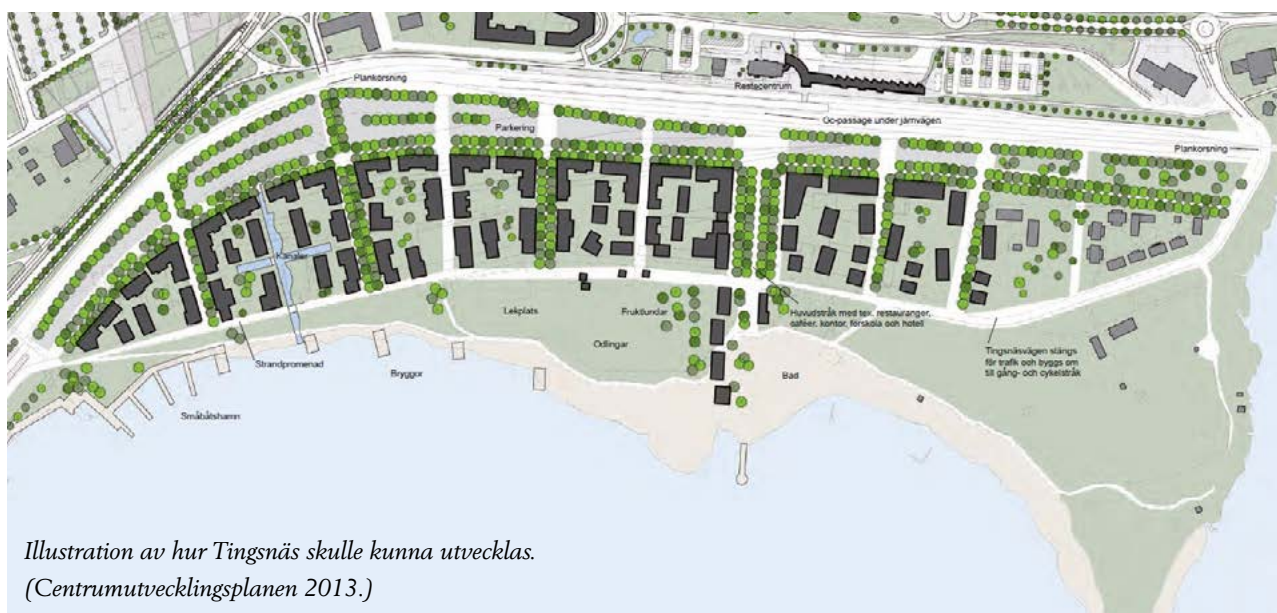 Plankorsning
Resecentrum
Parkering
Gc-passage under järnvägen
Plankorsning
Kanaler
Lekplats
Fruktlundar
Huvudstråk med tex. restauranger,
caféer, kontor, förskola och hotell
Odlingar
Tingsnäsvägen stängs
för trafik och byggs om
till gång- och cykelstråk
Strandpromenad
Bryggor
Bad
Småbåtshamn
Illustration av hur Tingsnäs skulle kunna utvecklas.
(Centrumutvecklingsplanen 2013.)